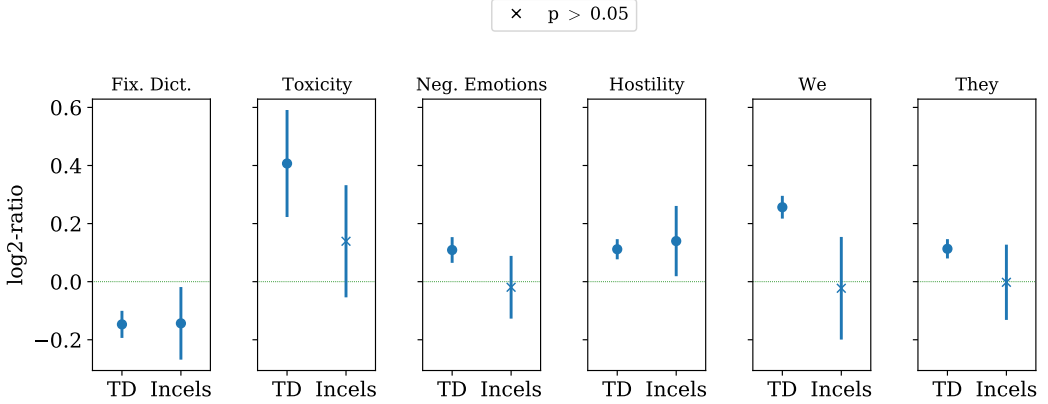 × p > 0.05
Fix. Dict. Toxicity Neg. Emotions Hostility We They
log2-ratio
0.6
0.4
0.2
0.0
−0.2
TD Incels TD Incels TD Incels TD Incels TD Incels TD Incels